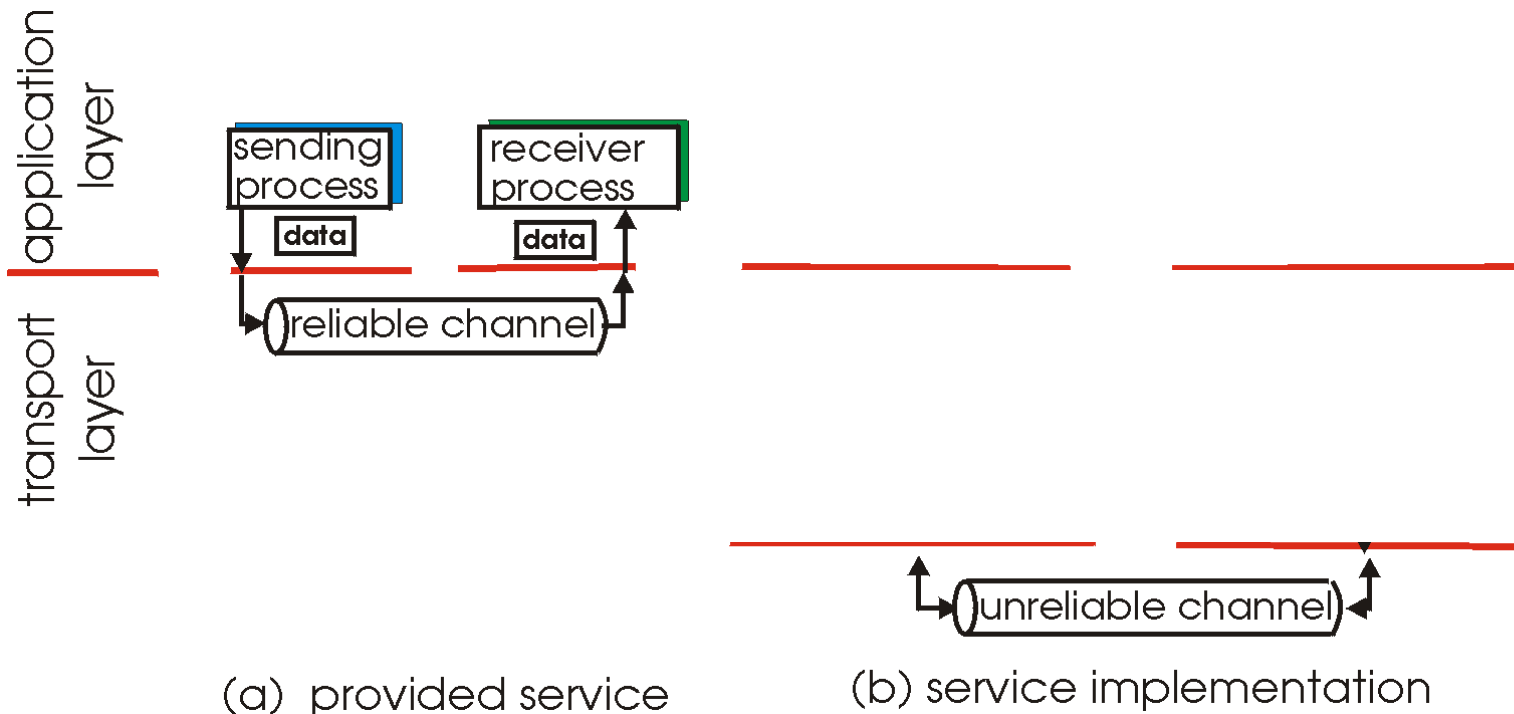 application
layer
transport
layer
sending
process
receiver
process
data
data
reliable channel
unreliable channel
(a) provided service
(b) service implementation